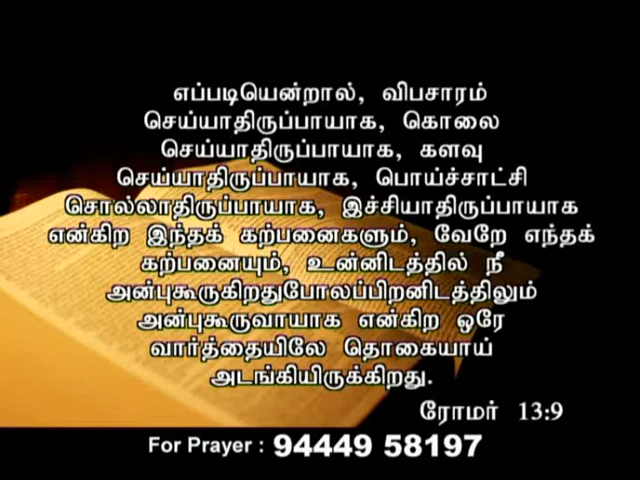 எப்படியென்றால், விபசாரம்
செய்யாதிருப்பாயாக, கொலை
செய்யாதிருப்பாயாக, களவு
செய்யாதிருப்பாயாக, பொய்ச்சாட்சி
சொல்லாதிருப்பாயாக, இச்சியாதிருப்பாயாக
என்கிற இந்தக் கற்பனைகளும், வேறே எந்தக்
கற்பனையும், உன்னிடத்தில் நீ
அன்புகூருகிறதுபோலப்பிறனிடத்திலும்
அன்புகூருவாயாக என்கிற ஒரே
வார்த்தையிலே தொகையாய்
அடங்கியிருக்கிறது.
ரோமர் 13:9
For Prayer : 94449 58197